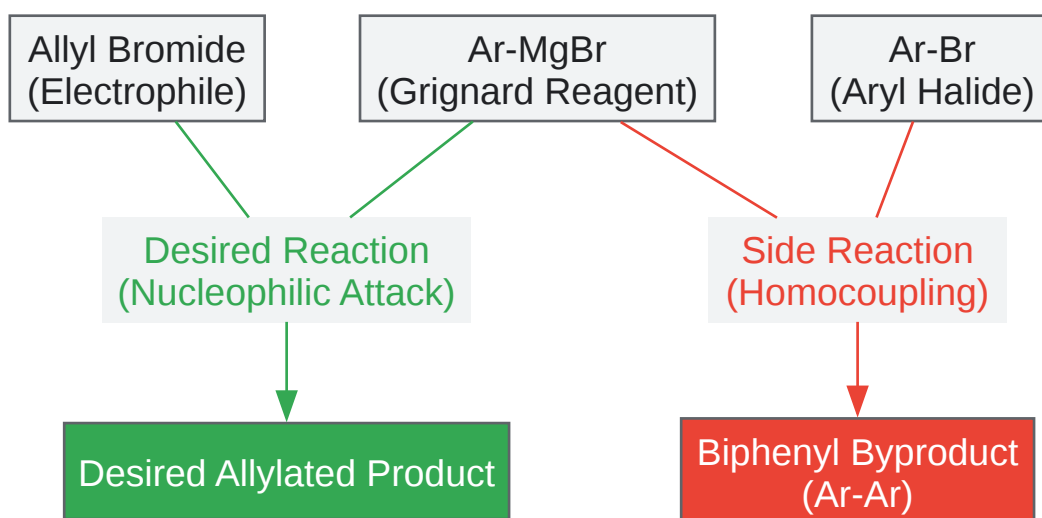 Allyl Bromide
(Electrophile)
Ar-MgBr
(Grignard Reagent)
Ar-Br
(Aryl Halide)
Desired Reaction
(Nucleophilic Attack)
Side Reaction
(Homocoupling)
Desired Allylated Product
Biphenyl Byproduct
(Ar-Ar)